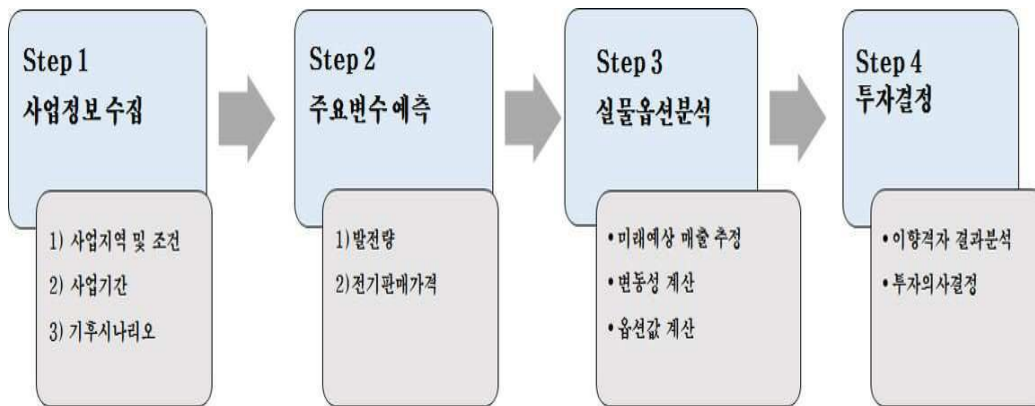 Step 1
사업정보 수집
1) 사업지역 및 조건
2) 사업기간
3) 기후시나리오
Step 2
주요변수 예측
1)발전량
2)전기판매가격
Step 3
실물옵션분석
• 미래예상 매출 추정
• 변동성 계산
• 옵션값 계산
Step 4
투자결정
• 이항격자 결과분석
• 투자의사결정